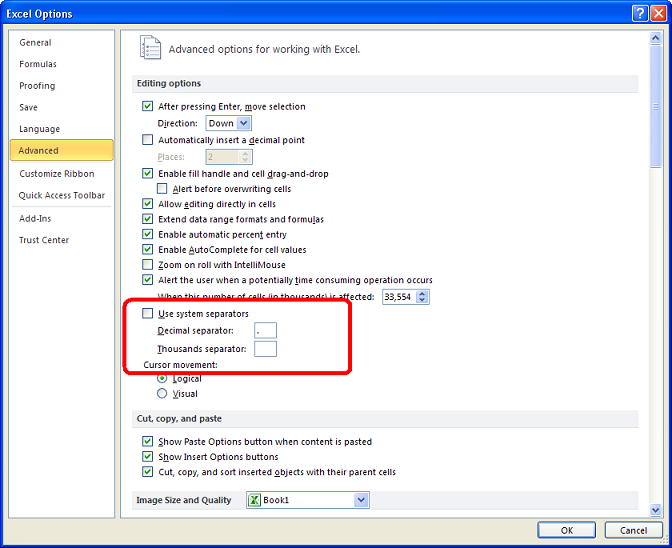 Excel Options
General
Formulas
Proofing
Save
Language
Advanced
Customize Ribbon
Quick Access Toolbar
Add-Ins
Trust Center
Advanced options for working with Excel.
Editing options
After pressing Enter, move selection
Direction: Down
Automatically insert a decimal point
Places: 2
Enable fill handle and cell drag-and-drop
Alert before overwriting cells
Allow editing directly in cells
Extend data range formats and formulas
Enable automatic percent entry
Enable AutoComplete for cell values
Zoom on roll with IntelliMouse
Alert the user when a potentially time consuming operation occurs
When this number of cells (in thousands) is affected: 33,554
Use system separators
Decimal separator: .
Thousands separator:
Cursor movement:
Logical
Visual
Cut, copy, and paste
Show Paste Options button when content is pasted
Show Insert Options buttons
Cut, copy, and sort inserted objects with their parent cells
Image Size and Quality Book1
OK Cancel